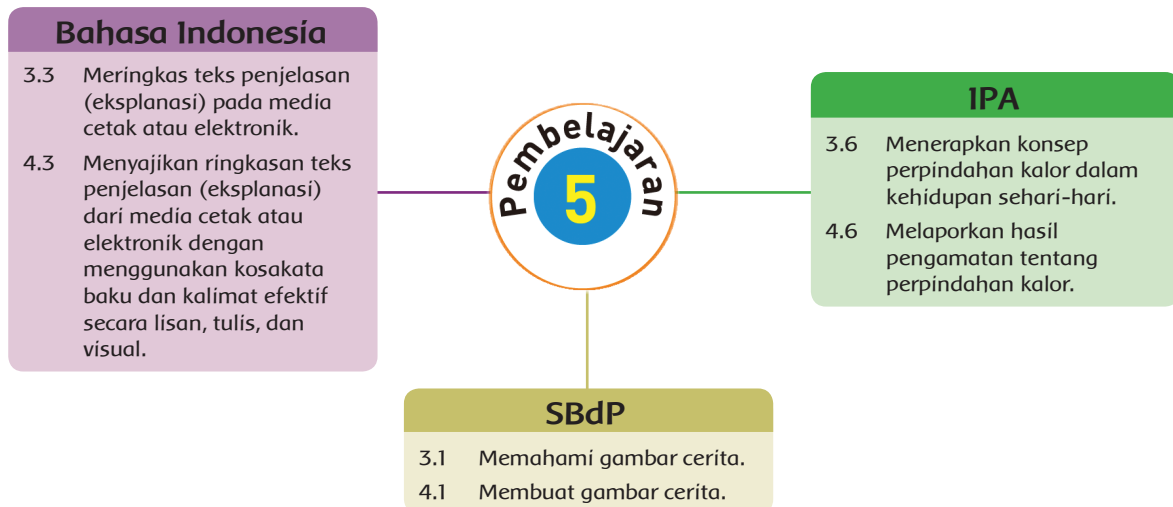 Bahasa Indonesia
3.3 Meringkas teks penjelasan
(eksplanasi) pada media
cetak atau elektronik.
4.3 Menyajikan ringkasan teks
penjelasan (eksplanasi)
dari media cetak atau
elektronik dengan
menggunakan kosakata
baku dan kalimat efektif
secara lisan, tulis, dan
visual.
Pembelajaran
5
IPA
3.6 Menerapkan konsep
perpindahan kalor dalam
kehidupan sehari-hari.
4.6 Melaporkan hasil
pengamatan tentang
perpindahan kalor.
SBdP
3.1 Memahami gambar cerita.
4.1 Membuat gambar cerita.